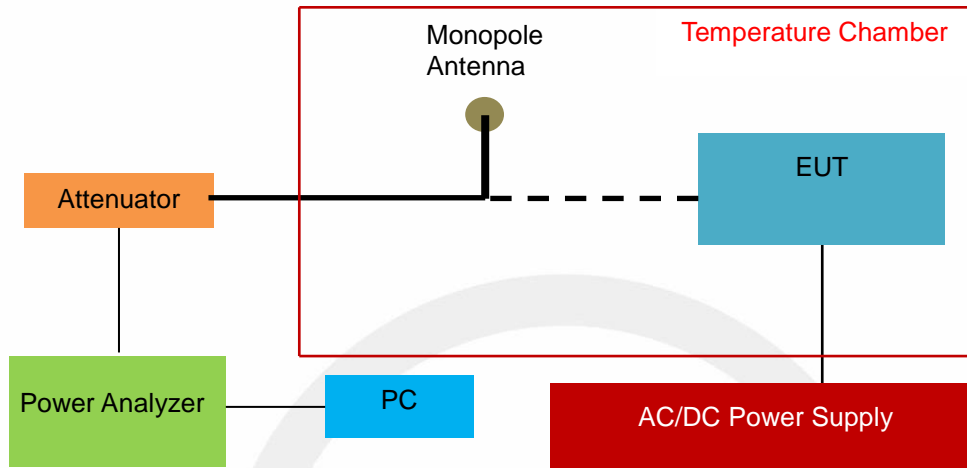 Temperature Chamber
Monopole
Antenna
EUT
Attenuator
Power Analyzer
PC
AC/DC Power Supply